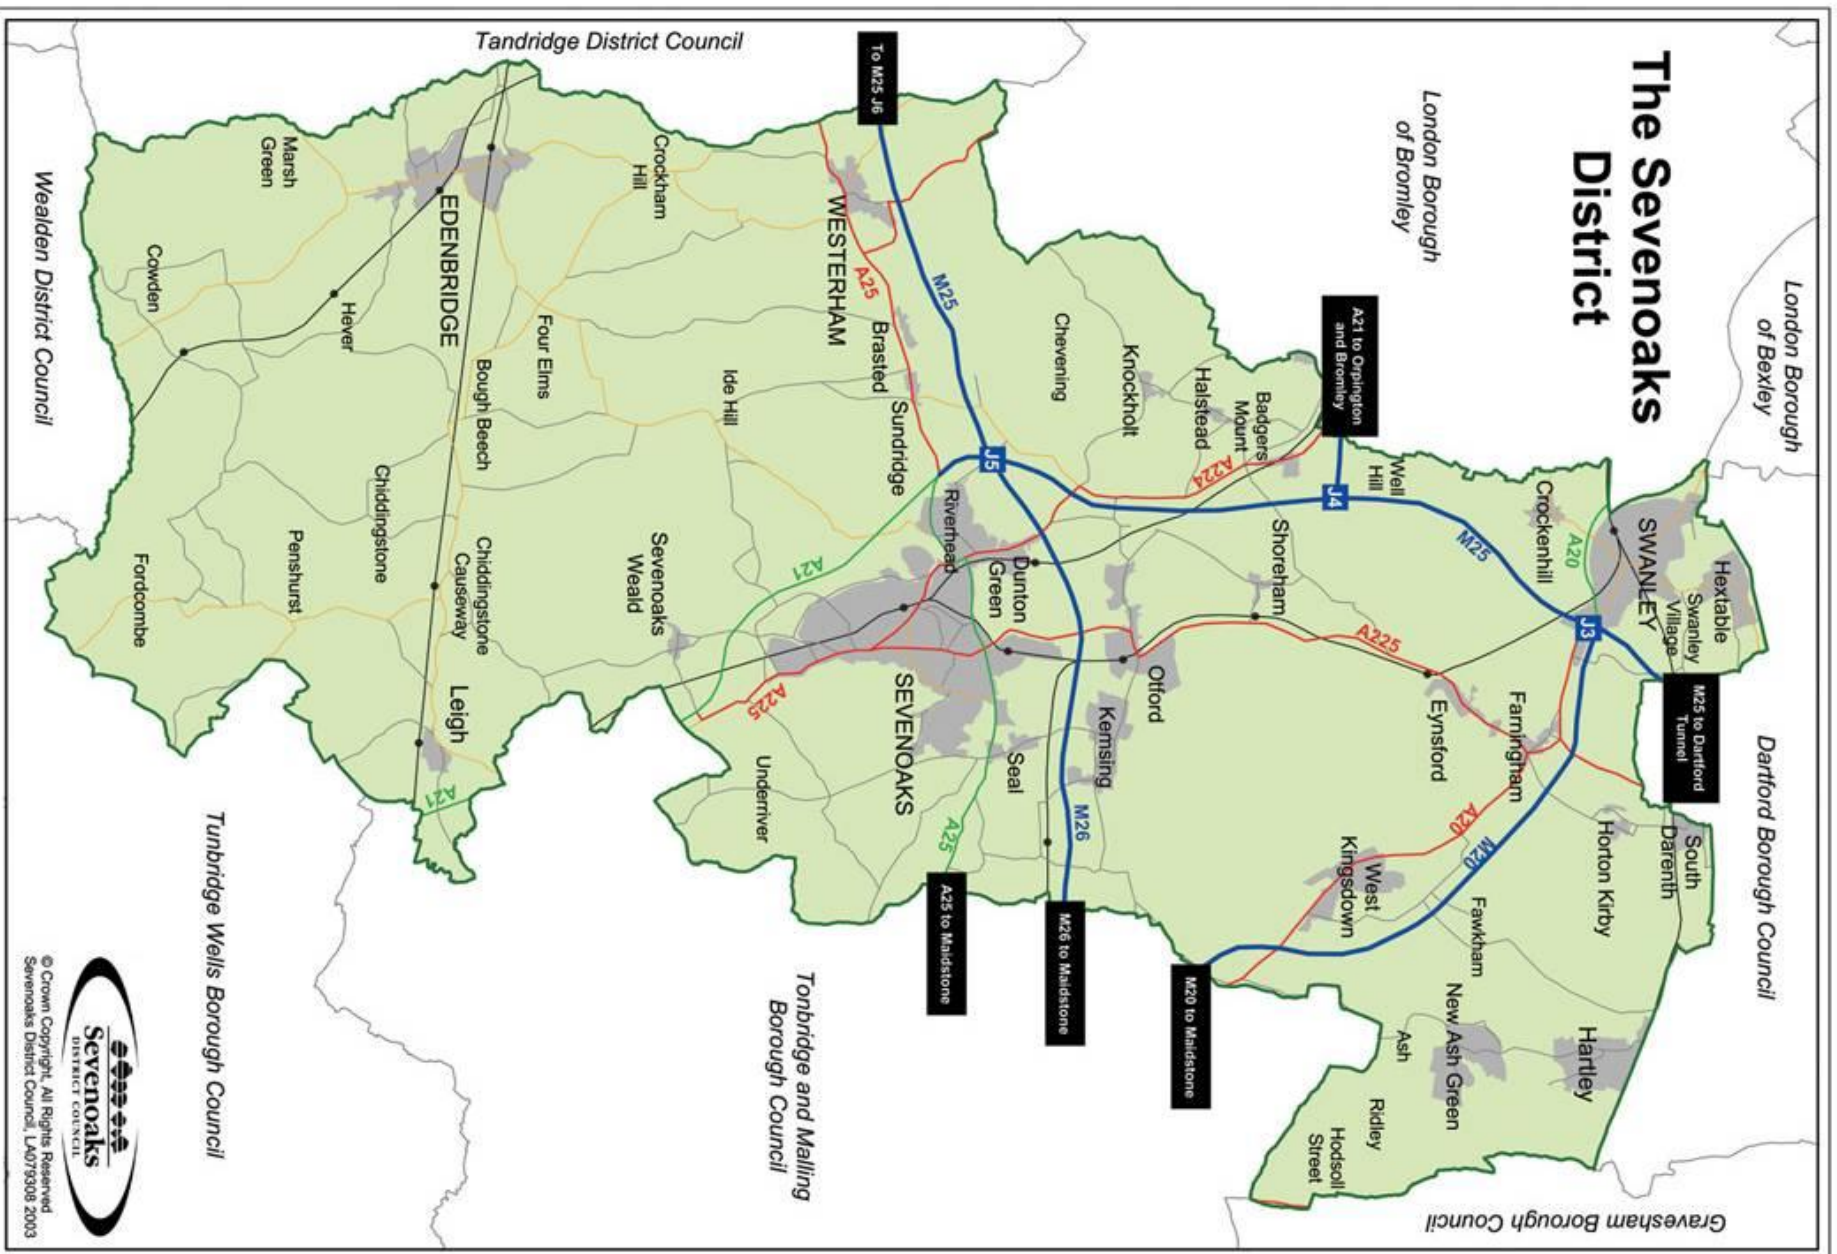 The Sevenoaks
District
London Borough
of Bexley
London Borough
of Bromley
Dartford Borough Council
Gravesham Borough Council
Tandridge District Council
Tonbridge and Malling
Borough Council
Tunbridge Wells Borough Council
Wealden District Council
M25 to Dartford
Tunnel
A21 to Orpington
and Bromley
To M25 J6
M20 to Maidstone
M26 to Maidstone
A25 to Maidstone
Hextable
Swanley
Village
SWANLEY
A20
Crockenhill
J3
South
Darenth
Horton Kirby
Hartley
Farningham
M25
Well
Hill
J4
Eynsford
A225
A20
M20
Fawkham
New Ash Green
Ash
Ridley
Hodsoll
Street
West
Kingsdown
Badgers
Mount
Halstead
A224
Shoreham
Knockholt
Chevening
Otford
Kemsing
M26
J5
Dunton
Green
Seal
M25
Riverhead
A25
Sundridge
Brasted
A25
WESTERHAM
SEVENOAKS
A21
A225
Underriver
Ide Hill
Sevenoaks
Weald
Crockham
Hill
Four Elms
Bough Beech
Chiddingstone
Causeway
Leigh
A21
EDENBRIDGE
Chiddingstone
Hever
Marsh
Green
Penshurst
Cowden
Fordcombe
Sevenoaks
DISTRICT COUNCIL
© Crown Copyright, All Rights Reserved
Sevenoaks District Council, LA079308 2003